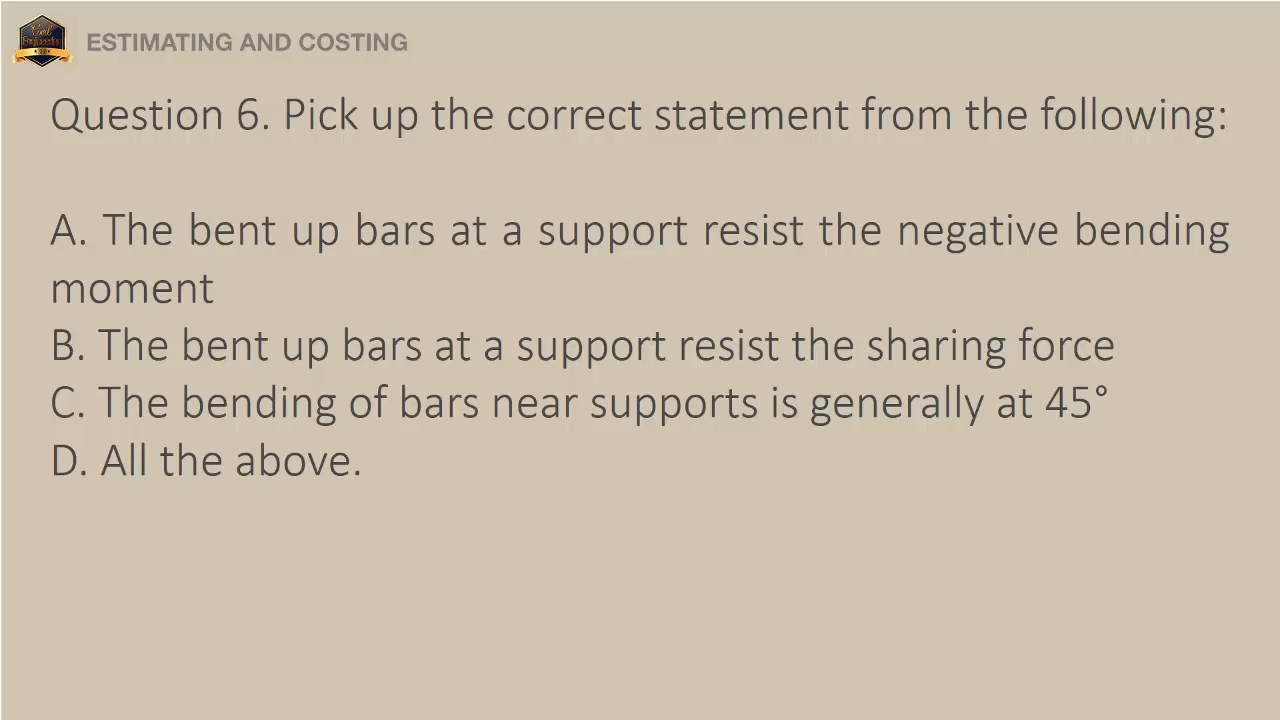 Civil
Engineering
ESTIMATING AND COSTING
Question 6. Pick up the correct statement from the following:
A. The bent up bars at a support resist the negative bending
moment
B. The bent up bars at a support resist the sharing force
C. The bending of bars near supports is generally at 45°
D. All the above.